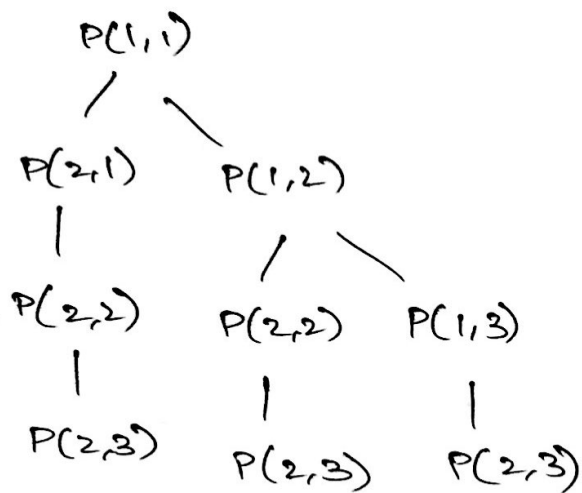 P(1,1)
P(2,1) P(1,2)
P(2,2) P(2,2) P(1,3)
P(2,3) P(2,3) P(2,3)